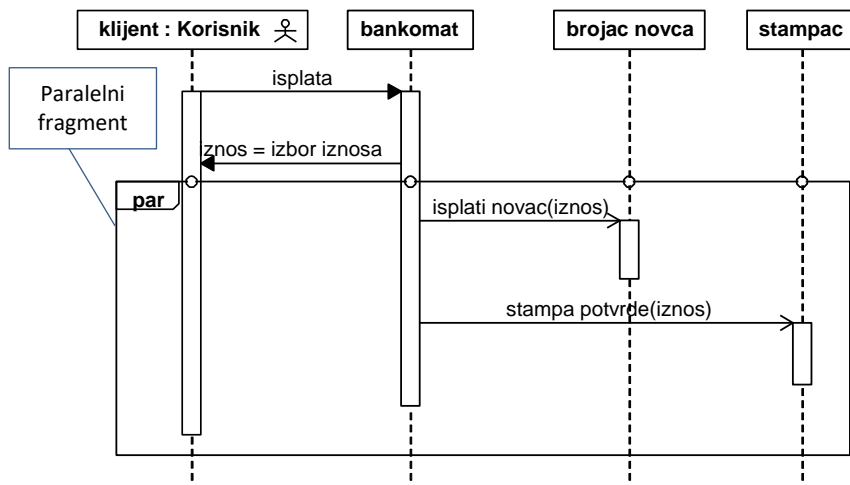 klijent : Korisnik
bankomat
brojac novca
stampac
Paralelni
fragment
isplata
znos = izbor iznosa
par
isplati novac(iznos)
stampa potvrde(iznos)